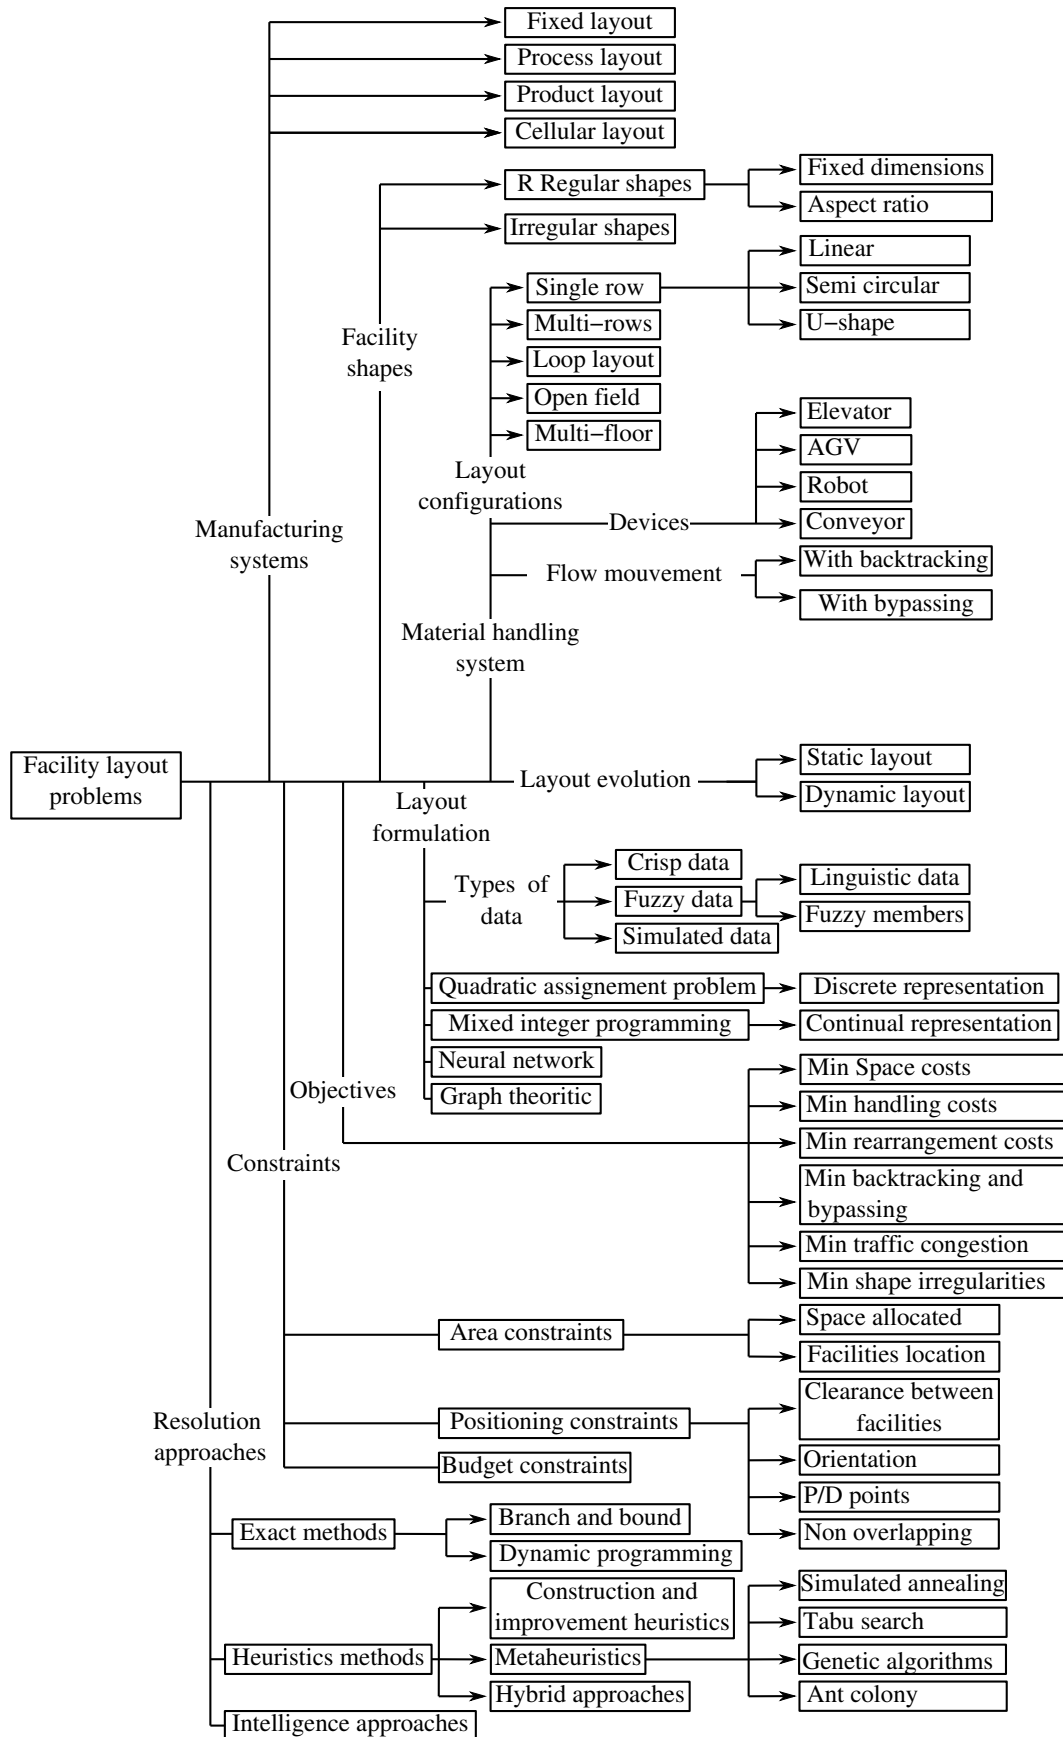 Fixed layout
Process layout
Product layout
Cellular layout
R Regular shapes
Fixed dimensions
Aspect ratio
Irregular shapes
Linear
Single row
Semi circular
Multi−rows
U−shape
Facility
shapes
Loop layout
Open field
Multi−floor
Elevator
AGV
Layout
configurations
Robot
Devices
Conveyor
Manufacturing
systems
With backtracking
Flow mouvement
With bypassing
Material handling
system
Facility layout
problems
Layout evolution
Static layout
Dynamic layout
Layout
formulation
Types of
data
Crisp data
Fuzzy data
Simulated data
Linguistic data
Fuzzy members
Quadratic assignement problem
Discrete representation
Mixed integer programming
Continual representation
Neural network
Graph theoritic
Objectives
Min Space costs
Min handling costs
Min rearrangement costs
Min backtracking and
bypassing
Min traffic congestion
Min shape irregularities
Constraints
Area constraints
Space allocated
Facilities location
Positioning constraints
Clearance between
facilities
Orientation
P/D points
Non overlapping
Budget constraints
Resolution
approaches
Exact methods
Branch and bound
Dynamic programming
Construction and
improvement heuristics
Heuristics methods
Metaheuristics
Hybrid approaches
Simulated annealing
Tabu search
Genetic algorithms
Ant colony
Intelligence approaches